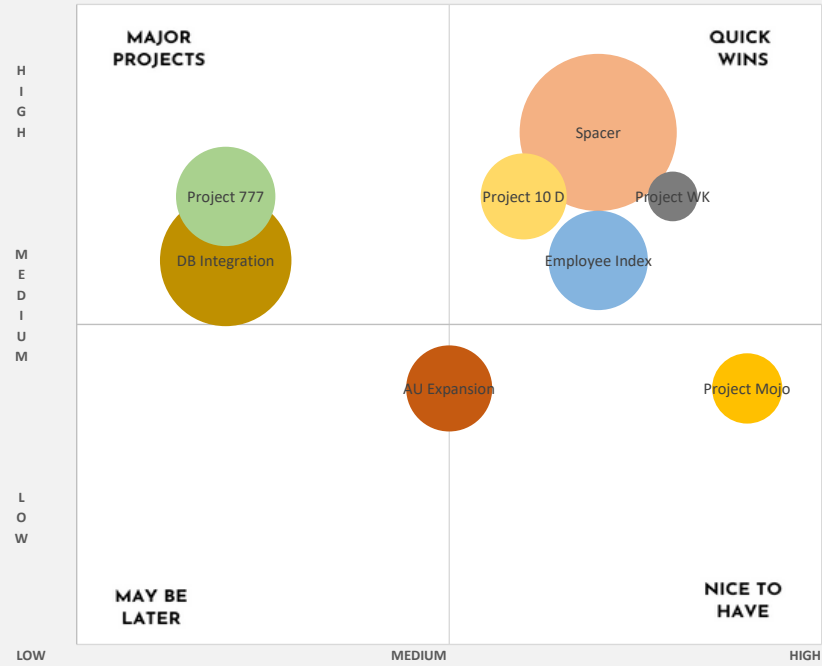 MAJOR
PROJECTS
QUICK
WINS
H
I
G
H
Spacer
Project 777
Project 10 D
Project WK
M
E
D
I
U
M
DB Integration
Employee Index
AU Expansion
Project Mojo
L
O
W
MAY BE
LATER
NICE TO
HAVE
LOW
MEDIUM
HIGH